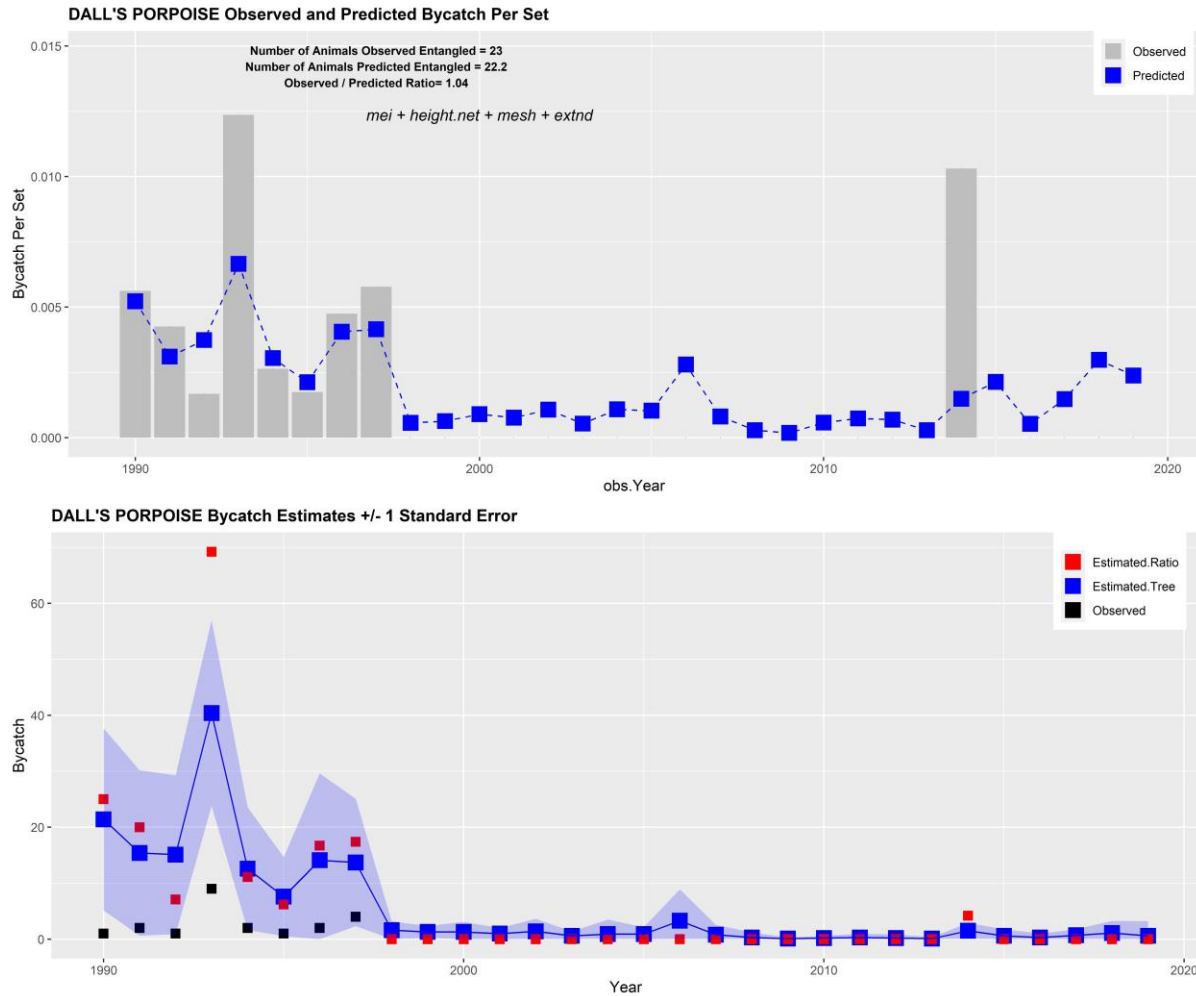 DALL'S PORPOISE Observed and Predicted Bycatch Per Set
Number of Animals Observed Entangled = 23
Number of Animals Predicted Entangled = 22.2
Observed / Predicted Ratio= 1.04
mei + height.net + mesh + extnd
Observed
Predicted
Bycatch Per Set
0.015
0.010
0.005
0.000
1990
2000
2010
2020
obs.Year
DALL'S PORPOISE Bycatch Estimates +/- 1 Standard Error
Estimated.Ratio
Estimated.Tree
Observed
Bycatch
60
40
20
0
1990
2000
2010
2020
Year